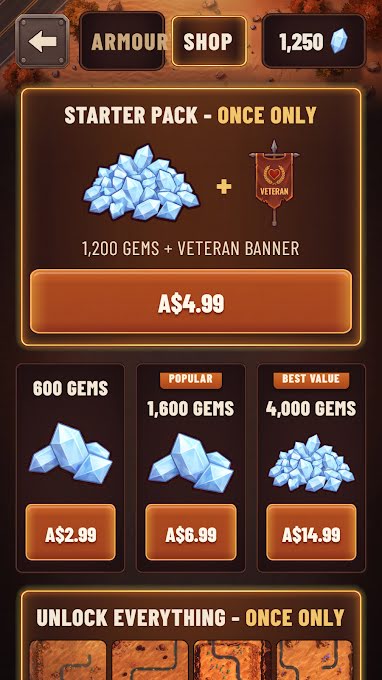 ARMOUR
SHOP
1,250
STARTER PACK - ONCE ONLY
+
VETERAN
1,200 GEMS + VETERAN BANNER
A$4.99
600 GEMS
A$2.99
POPULAR
1,600 GEMS
A$6.99
BEST VALUE
4,000 GEMS
A$14.99
UNLOCK EVERYTHING - ONCE ONLY